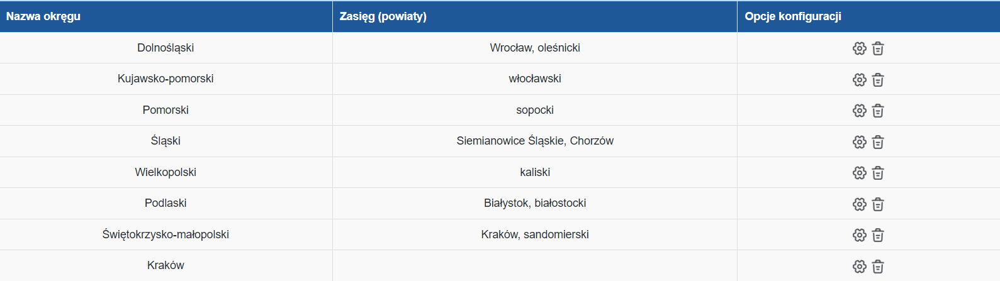 Nazwa okręgu Zasięg (powiaty) Opcje konfiguracji
Dolnośląski Wrocław, oleśnicki
Kujawsko-pomorski włocławski
Pomorski sopocki
Śląski Siemianowice Śląskie, Chorzów
Wielkopolski kaliski
Podlaski Białystok, białostocki
Świętokrzysko-małopolski Kraków, sandomierski
Kraków